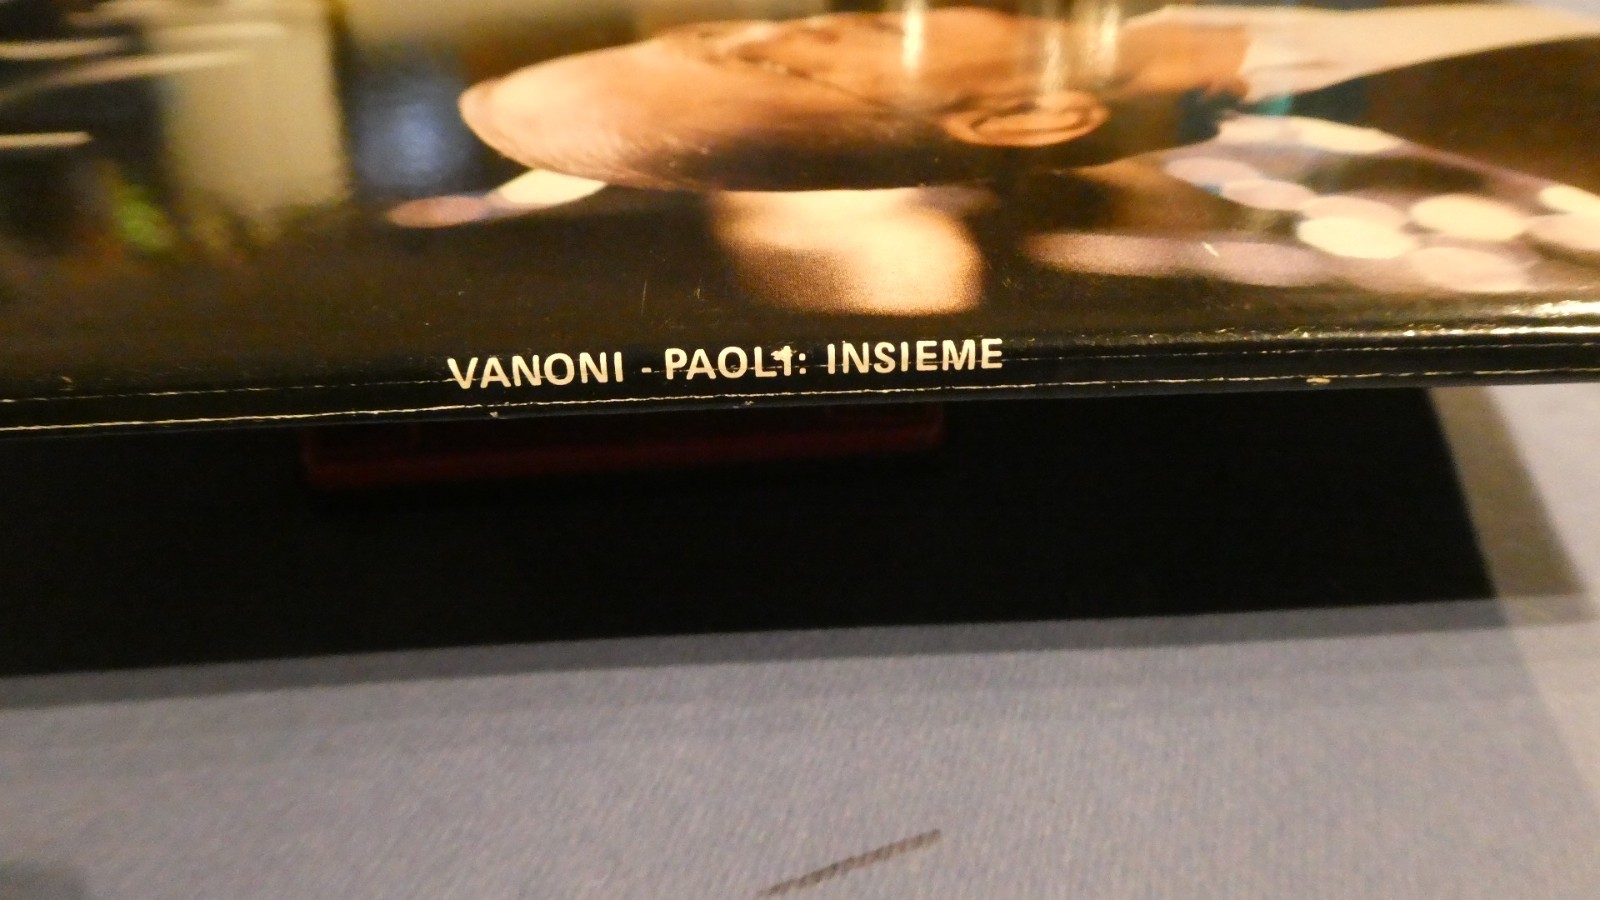 VANONI - PAOLI: INSIEME